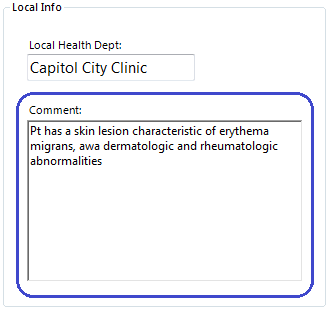 Local Info
Local Health Dept:
Capitol City Clinic
Comment:
Pt has a skin lesion characteristic of erythema
migrans, awa dermatologic and rheumatologic
abnormalities